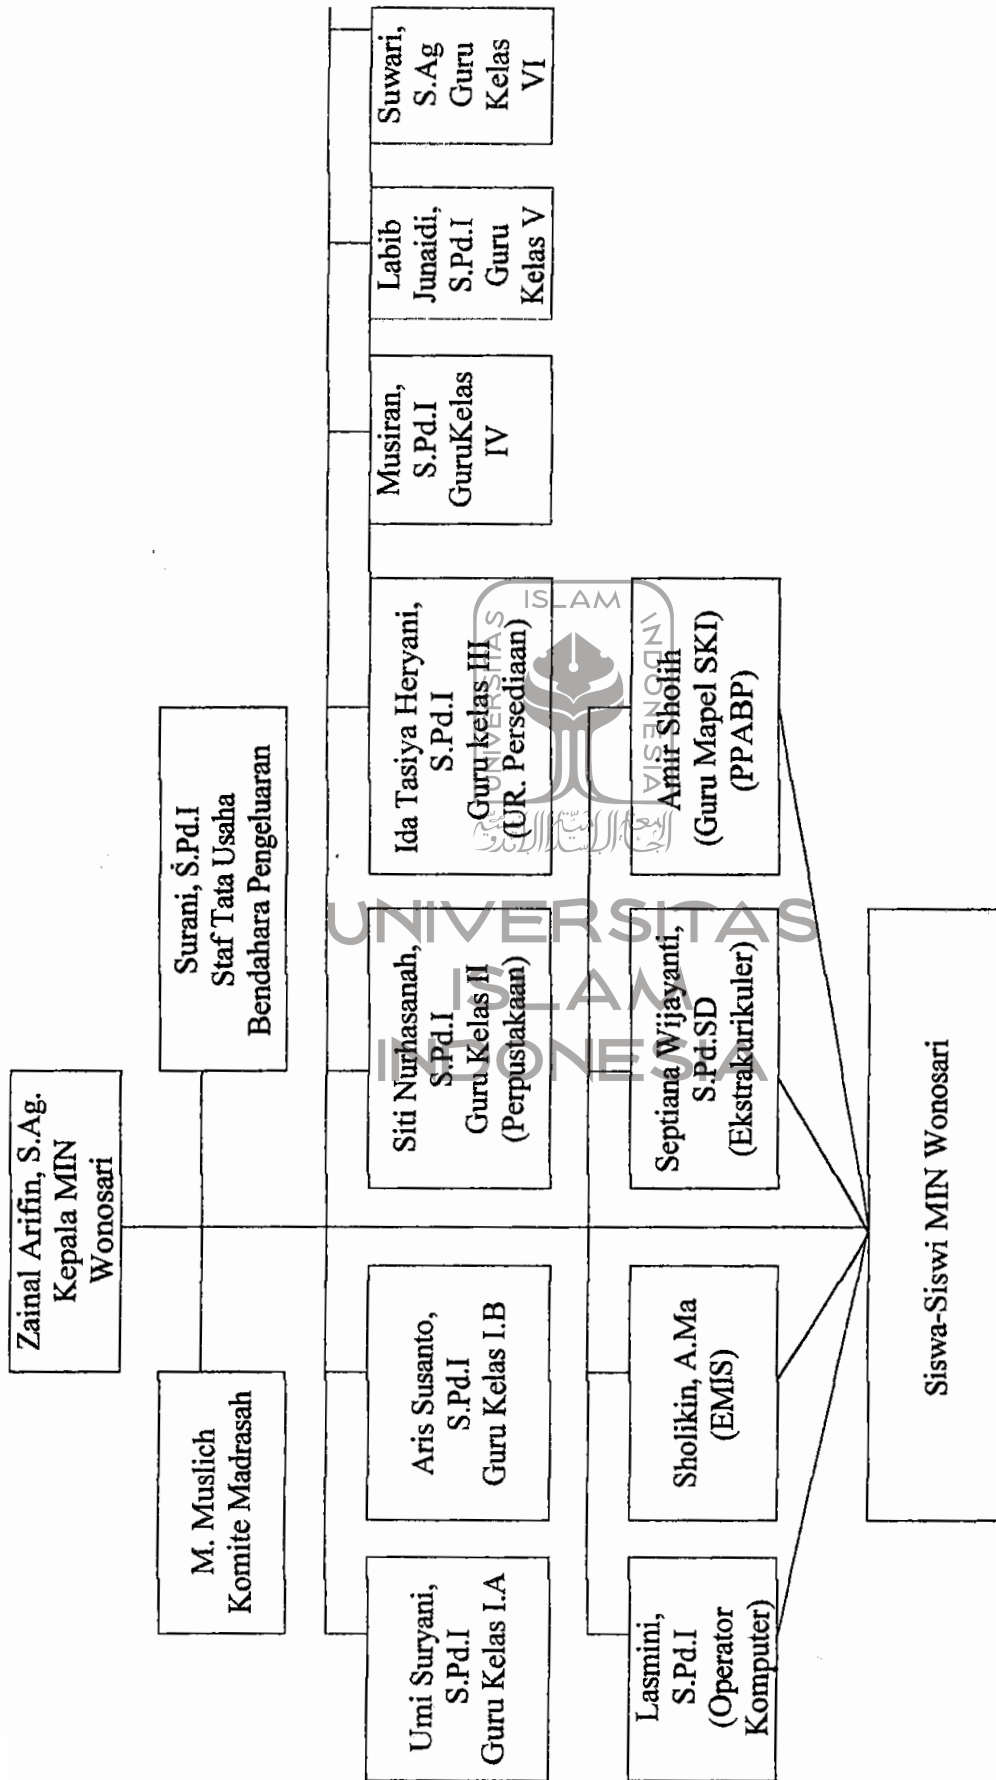 Zainal Arifin, S.Ag.
Kepala MIN
Wonosari
M. Muslich
Komite Madrasah
Surani, S.Pd.I
Staf Tata Usaha
Bendahara Pengeluaran
Umi Suryani,
S.Pd.I
Guru Kelas I.A
Aris Susanto,
S.Pd.I
Guru Kelas I.B
Siti Nurhasanah,
S.Pd.I
Guru Kelas II
(Perpustakaan)
Ida Tasiya Heryani,
S.Pd.I
Guru kelas III
(UR. Persediaan)
Musiran,
S.Pd.I
GuruKelas
IV
Labib
Junaidi,
S.Pd.I
Guru
Kelas V
Suwari,
S.Ag
Guru
Kelas
VI
Lasmini,
S.Pd.I
(Operator
Komputer)
Sholikin, A.Ma
(EMIS)
Septiana Wijayanti,
S.Pd.SD
(Ekstrakurikuler)
Amir Sholih
(Guru Mapel SKI)
(PPABP)
Siswa-Siswi MIN Wonosari
UNIVERSITAS
ISLAM
INDONESIA
UNIVERSITAS
ISLAM
INDONESIA